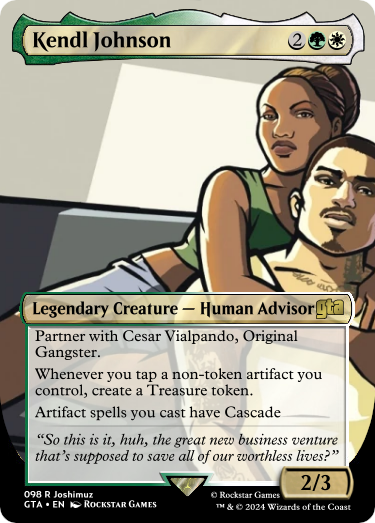 Kendl Johnson 2
Legendary Creature — Human Advisor gta
Partner with Cesar Vialpando, Original
Gangster.
Whenever you tap a non-token artifact you
control, create a Treasure token.
Artifact spells you cast have Cascade
“So this is it, huh, the great new business venture
that's supposed to save all of our worthless lives?”
2/3
098 R Joshimuz
GTA • EN Rockstar Games
© Rockstar Games
™ & © 2024 Wizards of the Coast